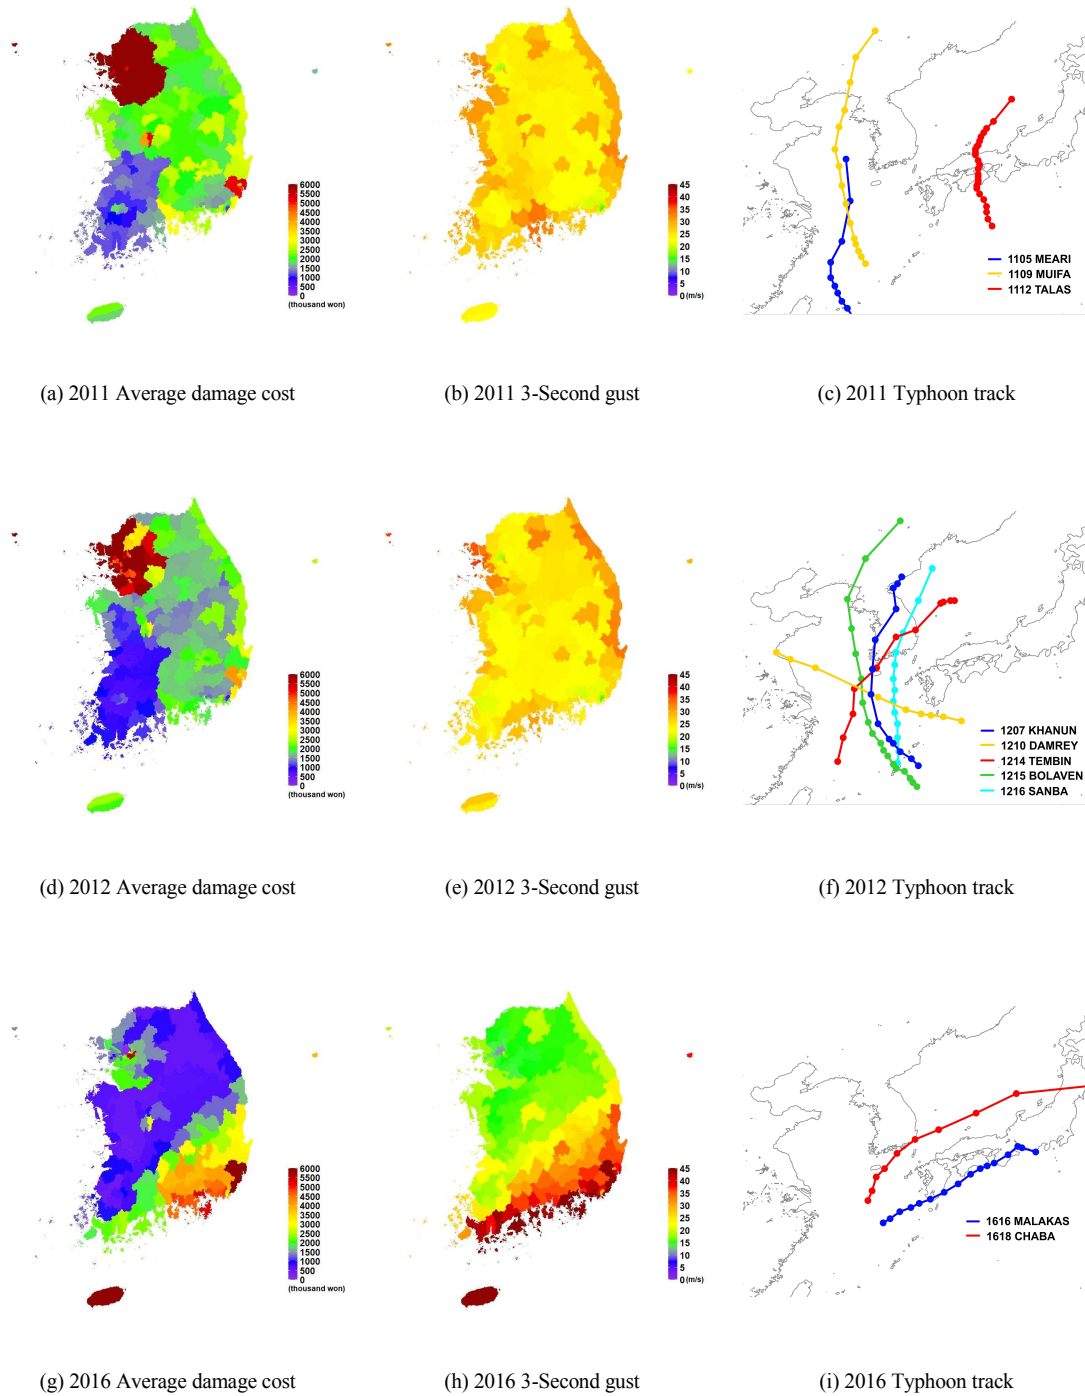 6000
5500
5000
4500
4000
3500
3000
2500
2000
1500
1000
500
0
(thousand won)
45
40
35
30
25
20
15
10
5
0 (m/s)
1105 MEARI
1109 MUIFA
1112 TALAS
(a) 2011 Average damage cost
(b) 2011 3-Second gust
(c) 2011 Typhoon track
6000
5500
5000
4500
4000
3500
3000
2500
2000
1500
1000
500
0
(thousand won)
45
40
35
30
25
20
15
10
5
0 (m/s)
1207 KHANUN
1210 DAMREY
1214 TEMBIN
1215 BOLAVEN
1216 SANBA
(d) 2012 Average damage cost
(e) 2012 3-Second gust
(f) 2012 Typhoon track
6000
5500
5000
4500
4000
3500
3000
2500
2000
1500
1000
500
0
(thousand won)
45
40
35
30
25
20
15
10
5
0 (m/s)
1616 MALAKAS
1618 CHABA
(g) 2016 Average damage cost
(h) 2016 3-Second gust
(i) 2016 Typhoon track